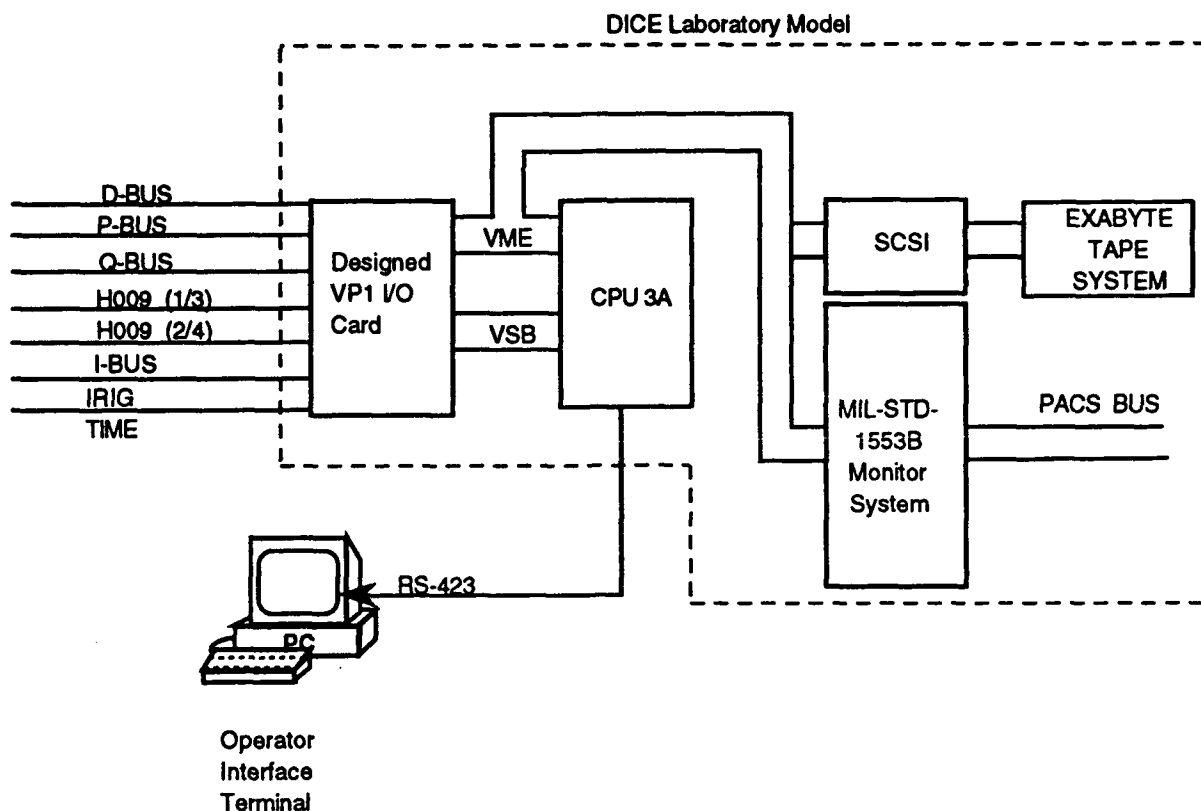 DICE Laboratory Model
D-BUS
P-BUS
Q-BUS
H009 (1/3)
H009 (2/4)
I-BUS
IRIG
TIME
Designed
VP1 I/O
Card
VME
VSB
CPU 3A
SCSI
EXABYTE
TAPE
SYSTEM
MIL-STD-
1553B
Monitor
System
PACS BUS
RS-423
PC
Operator
Interface
Terminal